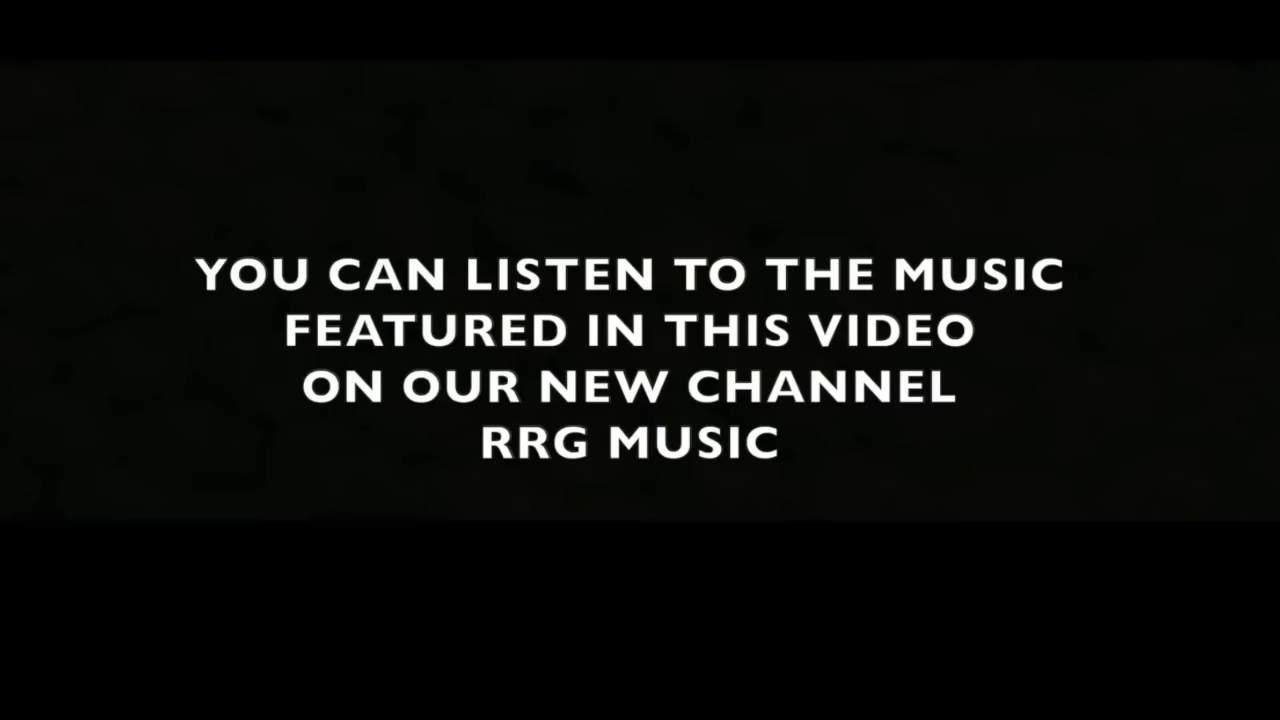 YOU CAN LISTEN TO THE MUSIC
FEATURED IN THIS VIDEO
ON OUR NEW CHANNEL
RRG MUSIC